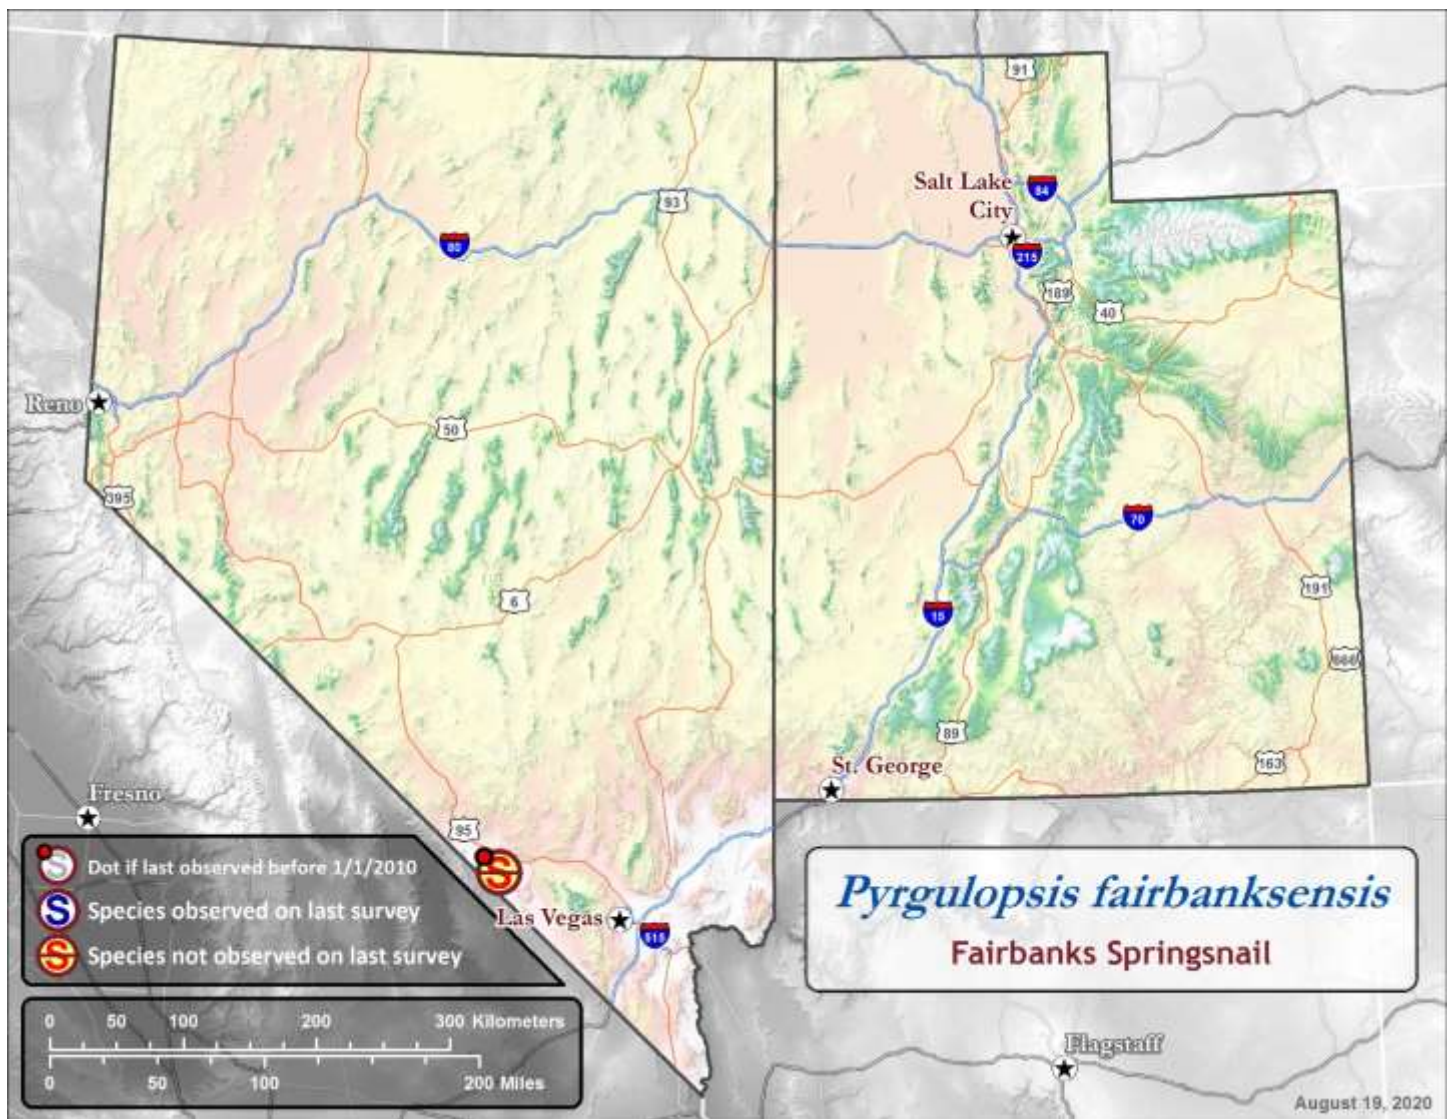 91
Salt Lake
City
84
93
80
215
189
40
Reno
50
395
70
6
191
15
666
89
St. George
163
Fresno
95
S Dot if last observed before 1/1/2010
S Species observed on last survey
S Species not observed on last survey
S
Las Vegas
515
Pyrgulopsis fairbanksensis
Fairbanks Springsnail
0 50 100 200 300 Kilometers
0 50 100 200 Miles
Flagstaff
August 19, 2020